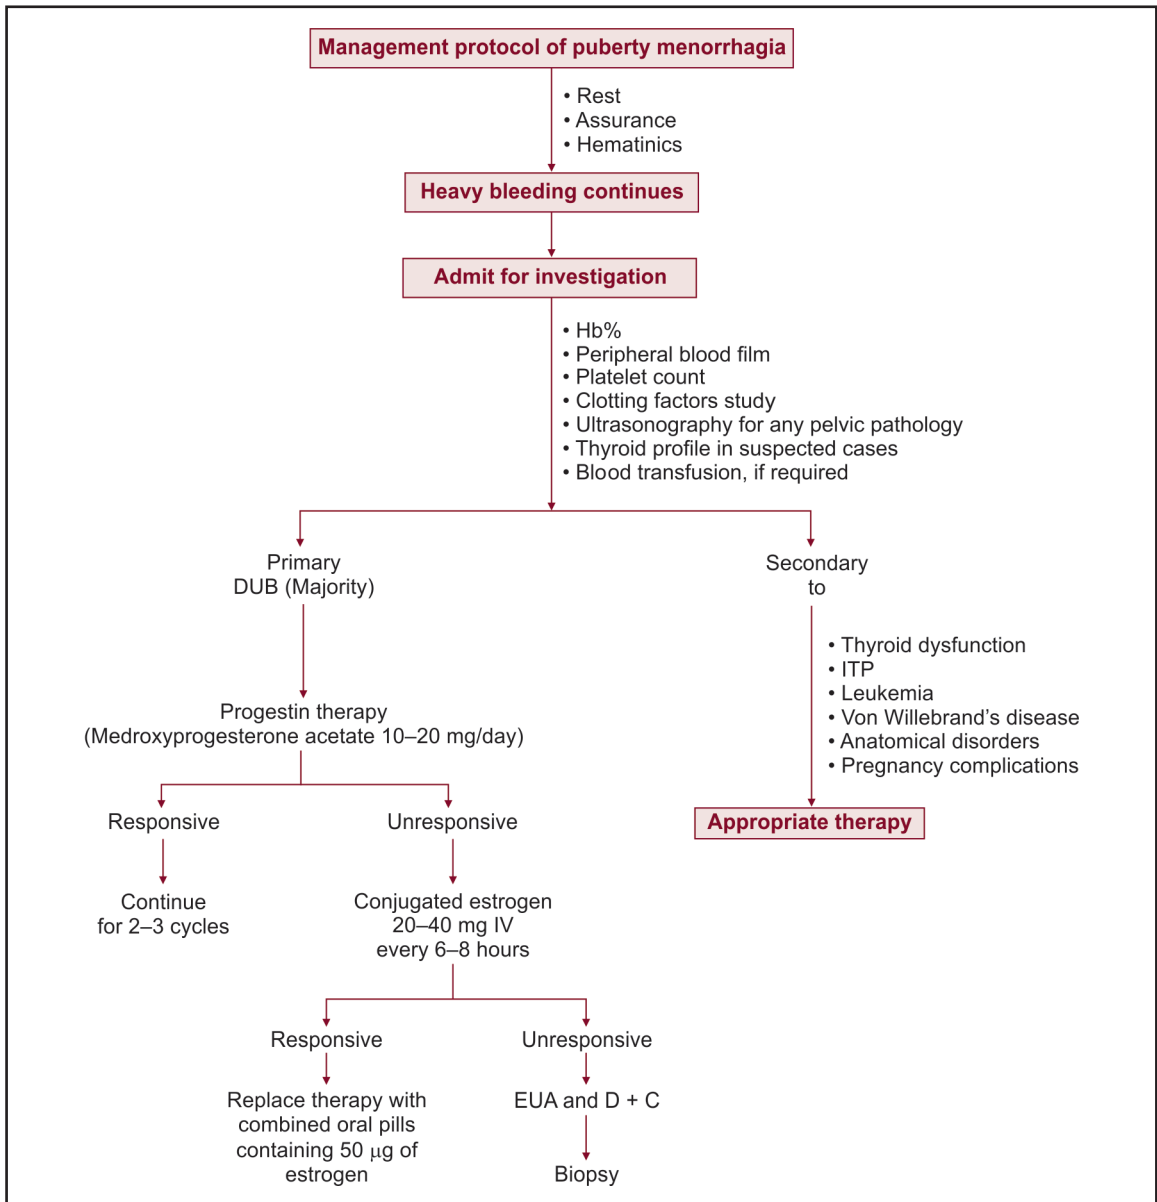 Management protocol of puberty menorrhagia
• Rest
• Assurance
• Hematinics
Heavy bleeding continues
Admit for investigation
• Hb%
• Peripheral blood film
• Platelet count
• Clotting factors study
• Ultrasonography for any pelvic pathology
• Thyroid profile in suspected cases
• Blood transfusion, if required
Primary
DUB (Majority)
Secondary
to
• Thyroid dysfunction
• ITP
• Leukemia
• Von Willebrand’s disease
• Anatomical disorders
• Pregnancy complications
Appropriate therapy
Progestin therapy
(Medroxyprogesterone acetate 10–20 mg/day)
Responsive
Continue
for 2–3 cycles
Unresponsive
Conjugated estrogen
20–40 mg IV
every 6–8 hours
Responsive
Replace therapy with
combined oral pills
containing 50 μg of
estrogen
Unresponsive
EUA and D + C
Biopsy